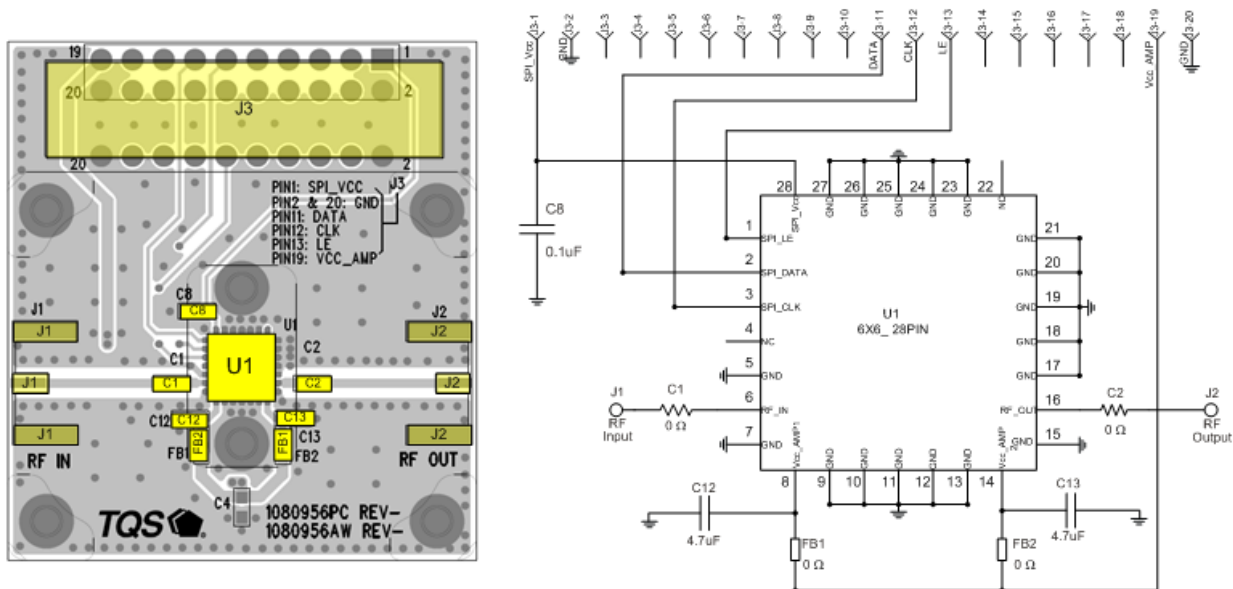 19
1
20
2
J3
20
2
PIN1: SPI_VCC
J3
PIN2 & 20: GND
PIN11: DATA
PIN12: CLK
PIN13: LE
PIN19: VCC_AMP
C8
C8
J1
J1
U1
J2
J2
C1
U1
C2
J1
C1
C2
J2
C12
C12
C13
C13
J1
FB1
FB2
FB1
FB2
J2
RF IN
RF OUT
C4
TQS
1080956PC REV-
1080956AW REV-
J3-1
J3-2
J3-3
J3-4
J3-5
J3-6
J3-7
J3-8
J3-9
J3-10
J3-11
J3-12
J3-13
J3-14
J3-15
J3-16
J3-17
J3-18
J3-19
J3-20
SPI_Vcc
GND
DATA
CLK
LE
Vcc_AMP
GND
C8
0.1uF
28
27
26
25
24
23
22
SPI_Vcc
GND
GND
GND
GND
GND
NC
1
SPI_LE
2
SPI_DATA
3
SPI_CLK
4
NC
5
GND
6
RF_IN
7
GND
U1
6X6_ 28PIN
21
GND
20
GND
19
GND
18
GND
17
GND
16
RF_OUT
15
2GND
Vcc_AMP1
GND
GND
GND
GND
GND
Vcc_AMP
8
9
10
11
12
13
14
J1
RF
Input
C1
0 Ω
C2
0 Ω
J2
RF
Output
C12
4.7uF
C13
4.7uF
FB1
0 Ω
FB2
0 Ω